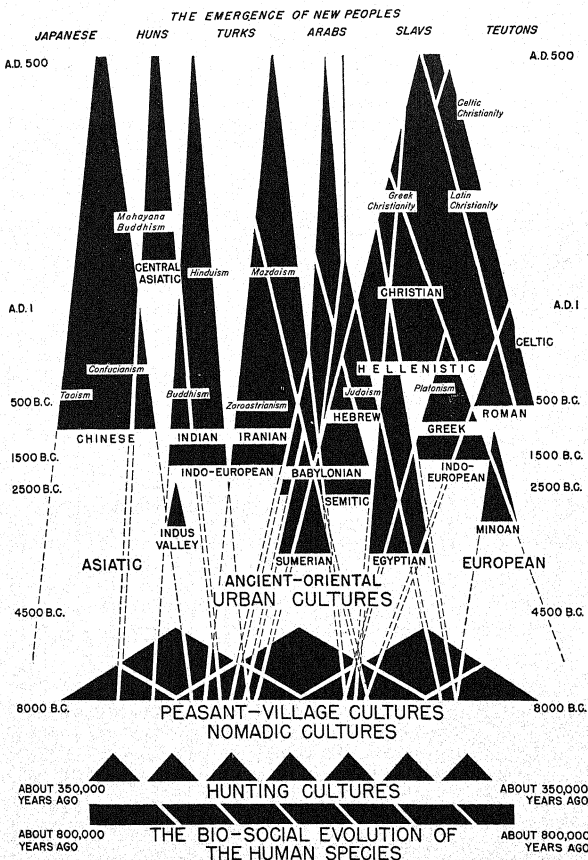 THE EMERGENCE OF NEW PEOPLES
JAPANESE HUNS TURKS ARABS SLAVS TEUTONS
A.D. 500 A.D. 500
Celtic
Christianity
Greek
Christianity
Latin
Christianity
Mahayana
Buddhism
CENTRAL
ASIATIC
Hinduism Mazdaism
CHRISTIAN
A.D. 1 A.D. 1
CELTIC
HELLENISTIC
Confucianism
Taoism Buddhism Judaism Platonism
500 B.C. Zoroastrianism 500 B.C.
HEBREW ROMAN
GREEK
CHINESE INDIAN IRANIAN
1500 B.C. 1500 B.C.
INDO-EUROPEAN BABYLONIAN INDO-
EUROPEAN
2500 B.C. 2500 B.C.
SEMITIC
INDUS
VALLEY
MINOAN
ASIATIC SUMERIAN EGYPTIAN EUROPEAN
ANCIENT-ORIENTAL
URBAN CULTURES
4500 B.C. 4500 B.C.
8000 B.C. 8000 B.C.
PEASANT-VILLAGE CULTURES
NOMADIC CULTURES
ABOUT 350,000
YEARS AGO
HUNTING CULTURES
ABOUT 350,000
YEARS AGO
ABOUT 800,000
YEARS AGO
THE BIO-SOCIAL EVOLUTION OF
THE HUMAN SPECIES
ABOUT 800,000
YEARS AGO